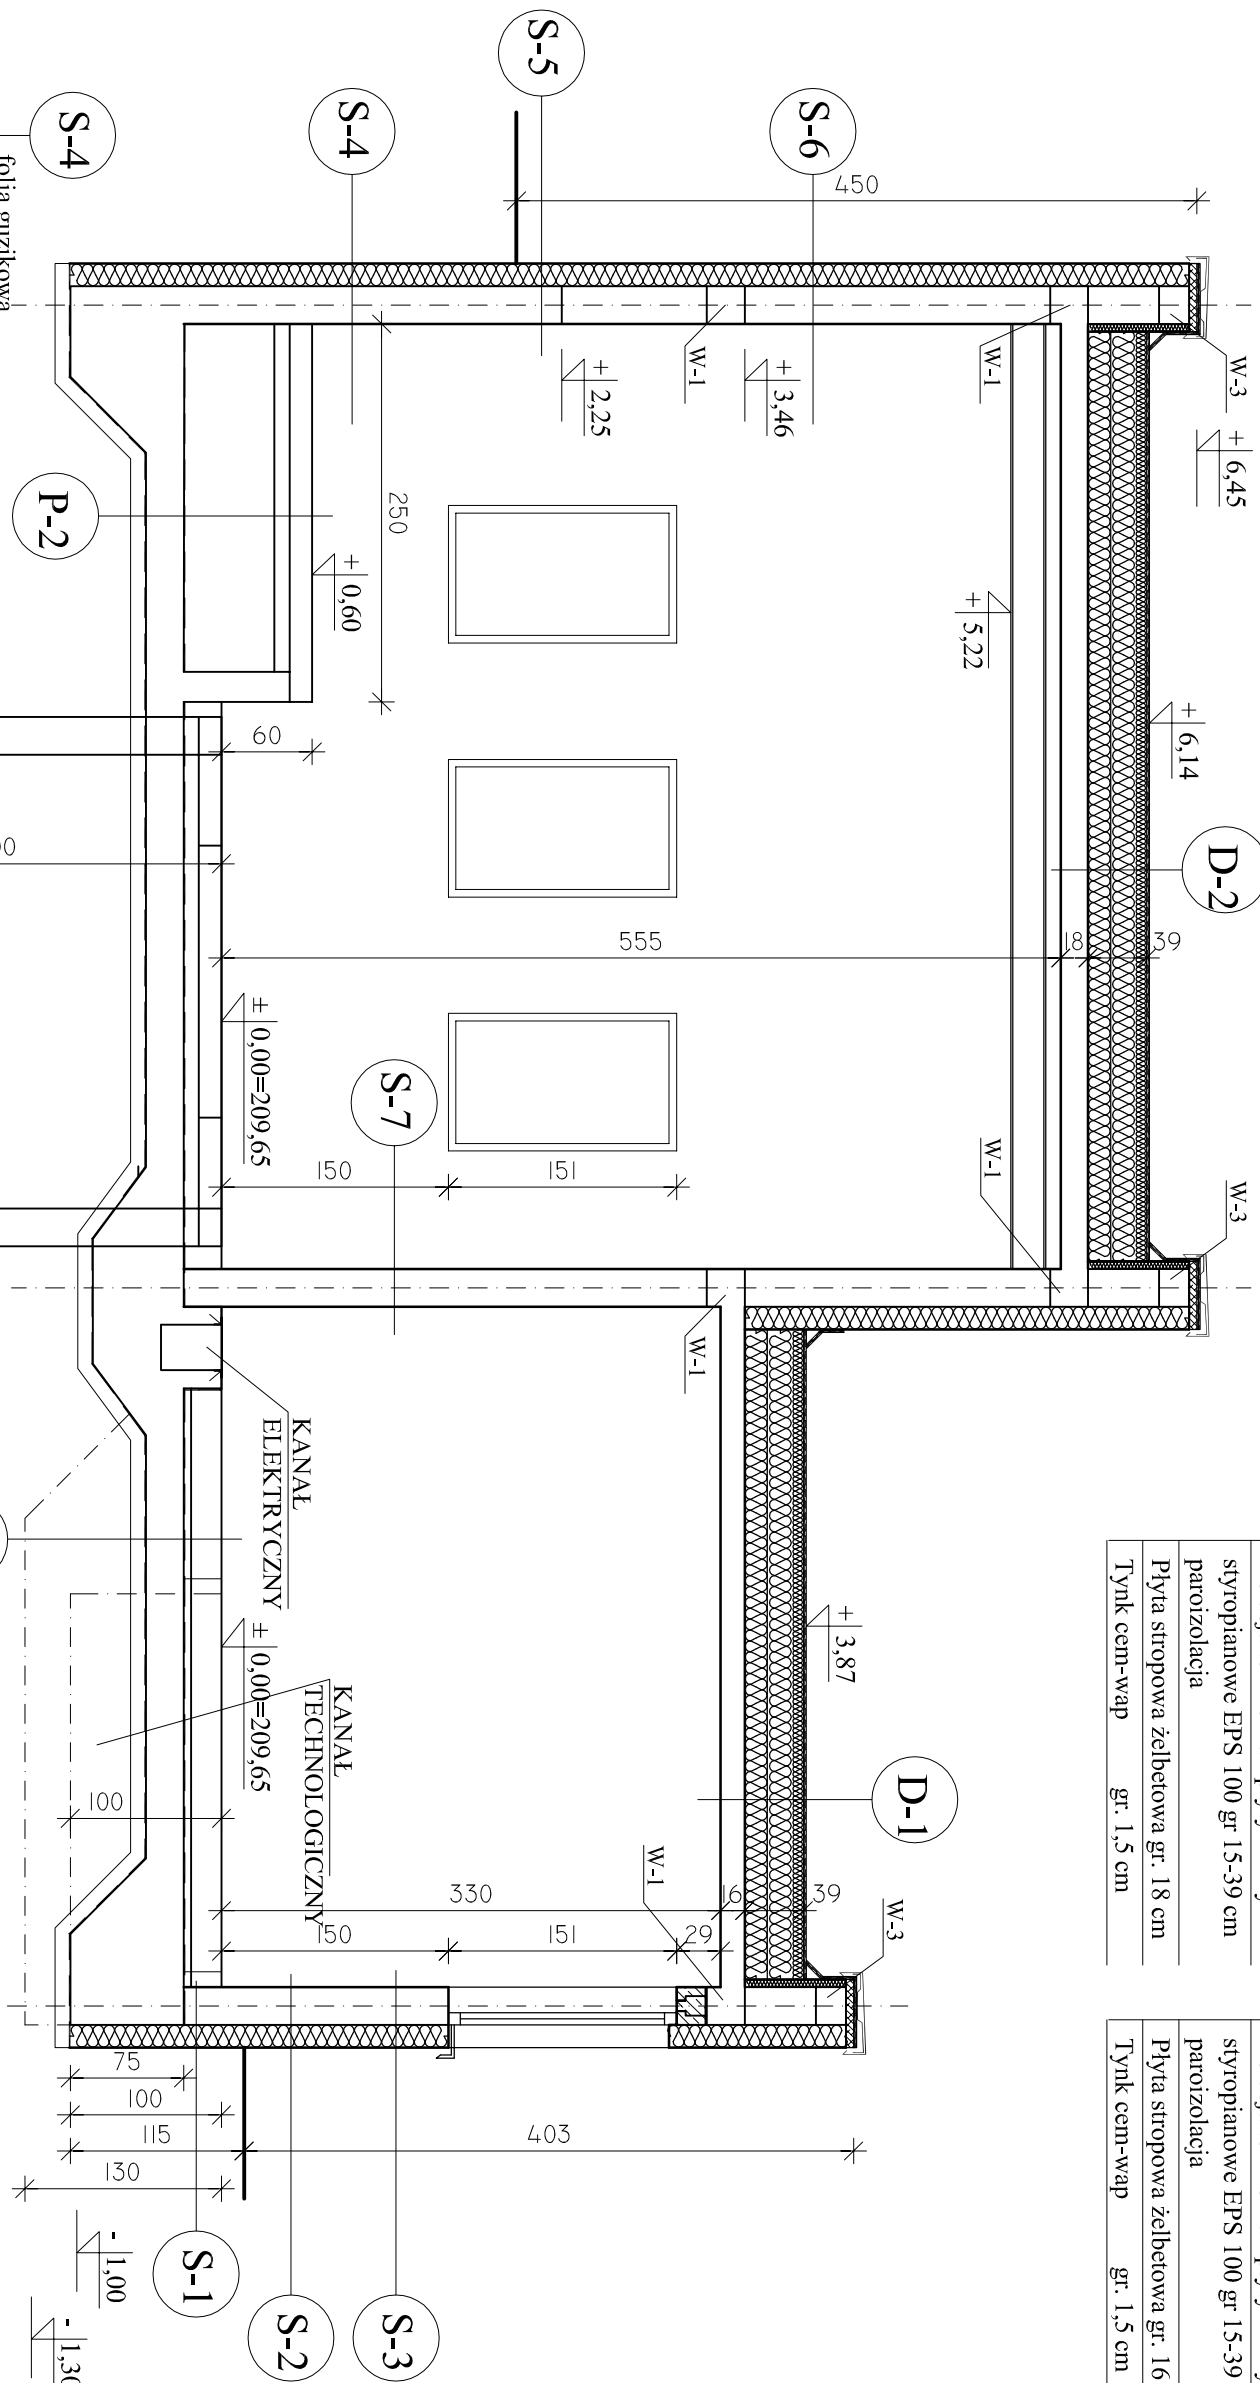 S-5
S-4
S-4
S-6
folia guzikowa
450
W-3
+ 6,45
W-1
W-1
+ 3,46
+ 2,25
250
P-2
+ 0,60
+ 5,22
+ 6,14
60
D-2
555
18
39
± 0,00=209,65
S-7
150
151
W-1
W-3
W-1
KANAŁ
ELEKTRYCZNY
± 0,00=209,65
KANAŁ
TECHNOLOGICZNY
+ 3,87
D-1
100
330
16
39
150
151
29
W-1
W-3
75
100
115
130
403
- 1,00
S-1
S-2
S-3
styropianowe EPS 100 gr 15-39 cm
paroizolacja
Płyta stropowa żelbetowa gr. 18 cm
Tynk cem-wap gr. 1,5 cm
styropianowe EPS 100 gr 15-39
paroizolacja
Płyta stropowa żelbetowa gr. 16
Tynk cem-wap gr. 1,5 cm